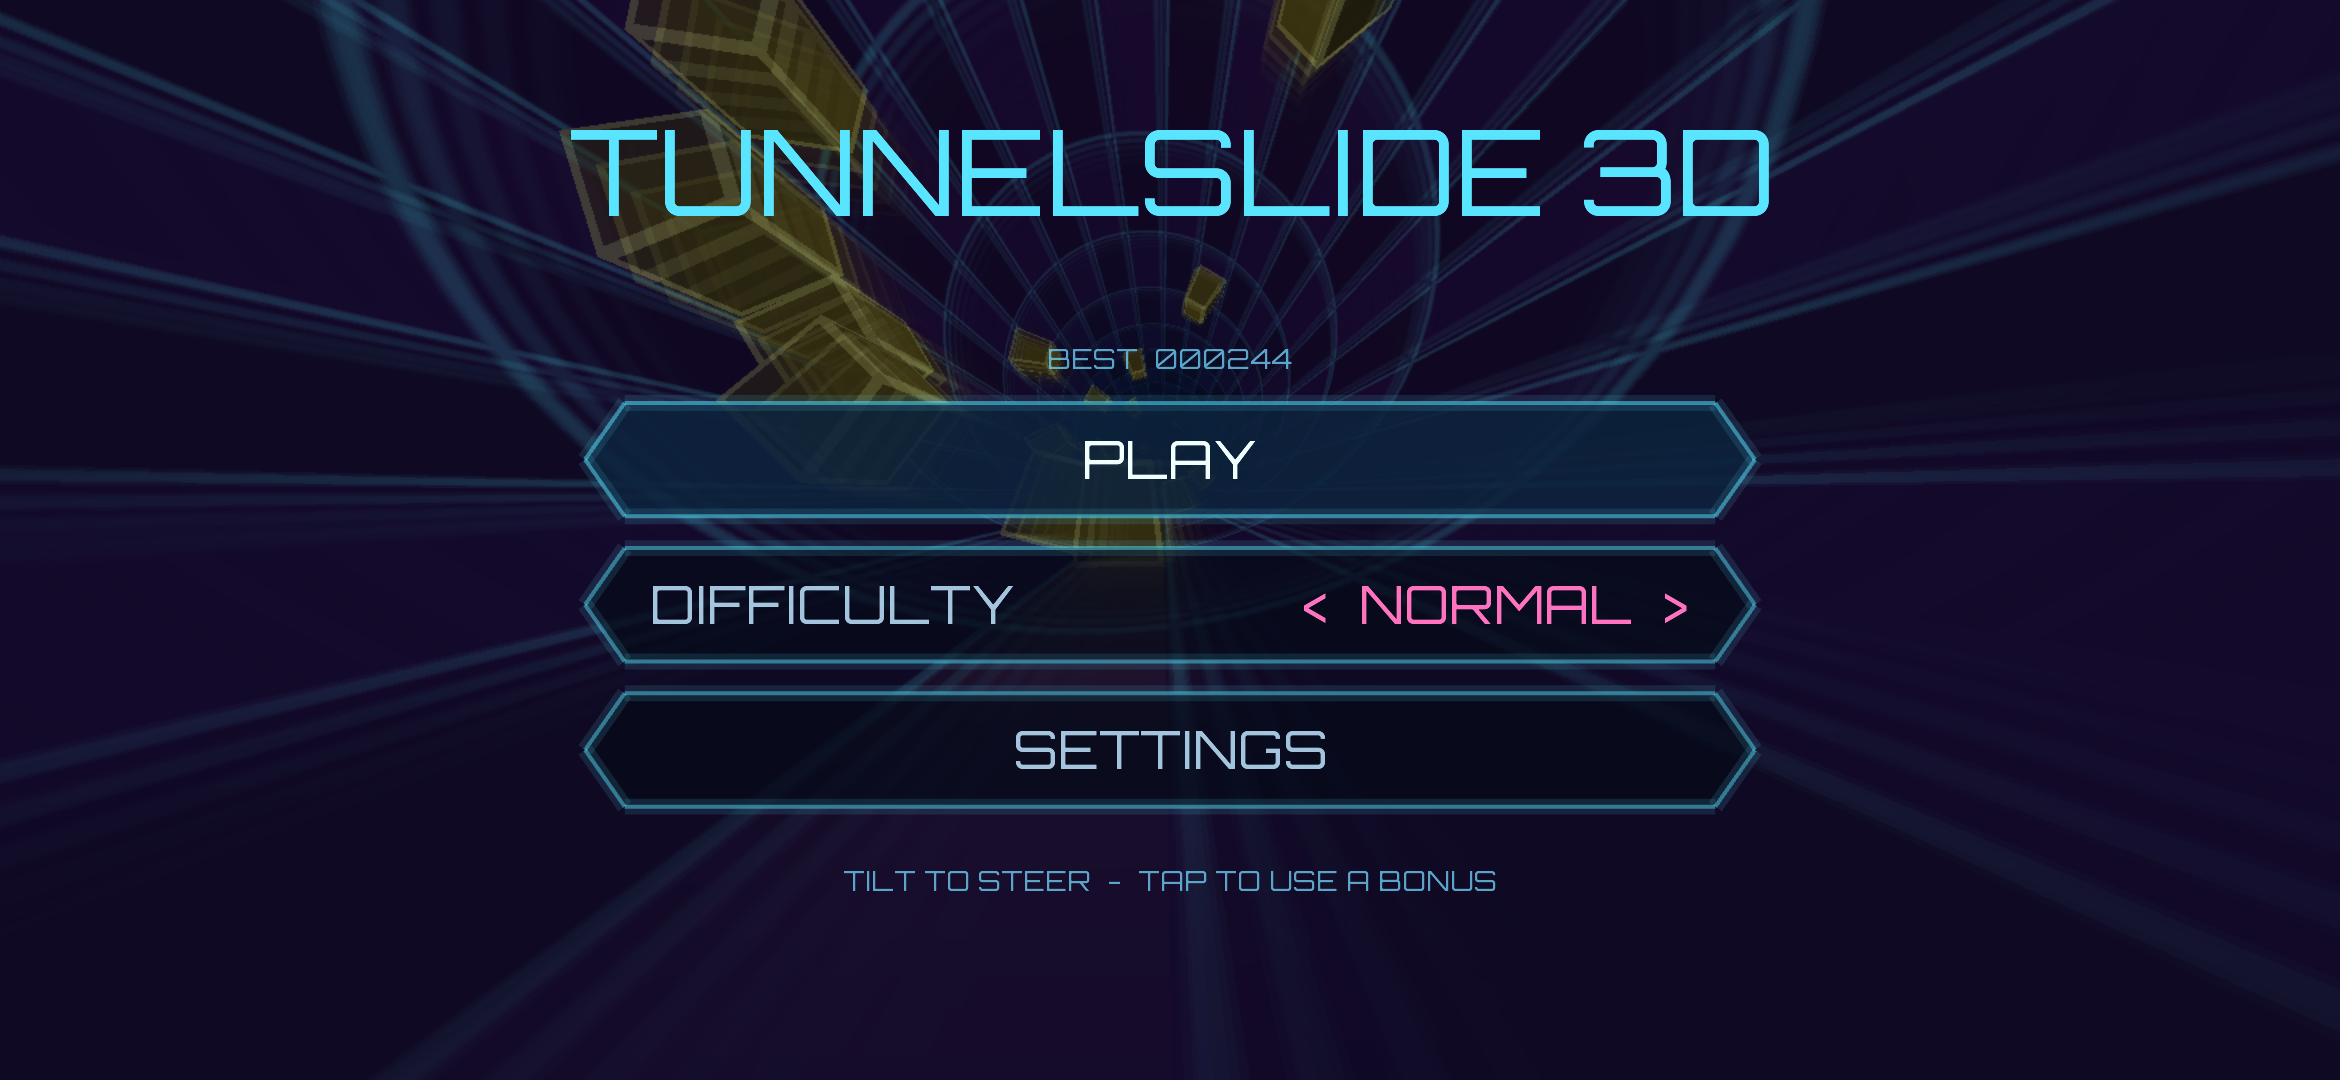 TUNNELSLIDE 3D
BEST 000244
PLAY
DIFFICULTY < NORMAL >
SETTINGS
TILT TO STEER - TAP TO USE A BONUS